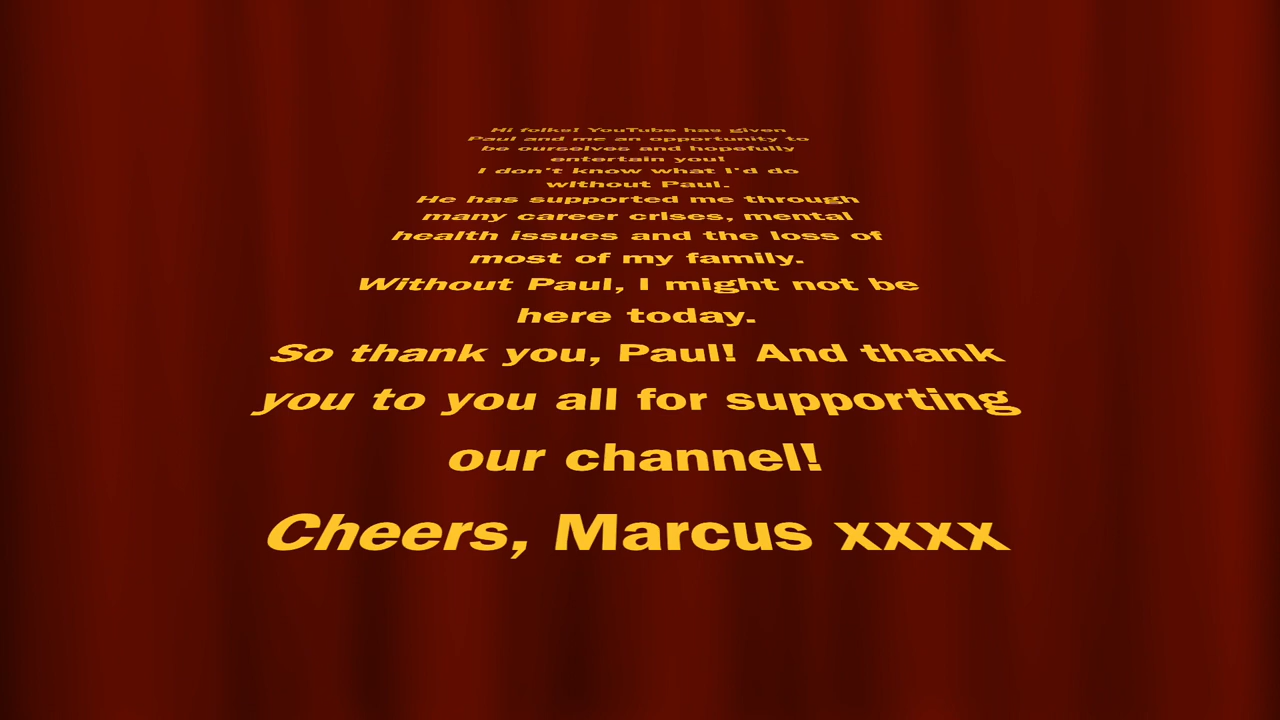 Hi folks! YouTube has given
Paul and me an opportunity to
be ourselves and hopefully
entertain you!
I don't know what I'd do
without Paul.
He has supported me through
many career crises, mental
health issues and the loss of
most of my family.
Without Paul, I might not be
here today.
So thank you, Paul! And thank
you to you all for supporting
our channel!
Cheers, Marcus xxxx